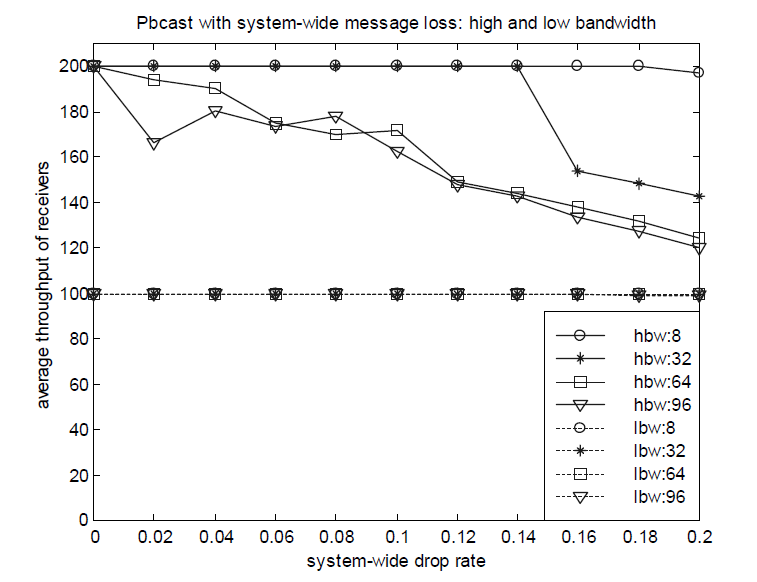 Pbcast with system-wide message loss: high and low bandwidth
average throughput of receivers
200
180
160
140
120
100
80
60
40
20
0
hbw:8
hbw:32
hbw:64
hbw:96
lbw:8
lbw:32
lbw:64
lbw:96
0 0.02 0.04 0.06 0.08 0.1 0.12 0.14 0.16 0.18 0.2
system-wide drop rate